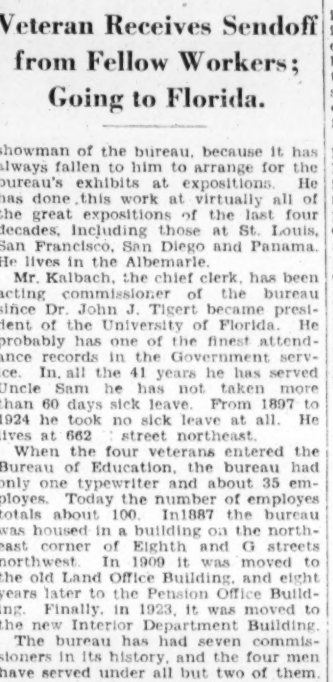 Veteran Receives Sendoff
from Fellow Workers;
Going to Florida.
showman of the bureau, because it has
always fallen to him to arrange for the
bureau's exhibits at expositions. He
has done this work at virtually all of
the great expositions of the last four
decades, including those at St. Louis,
San Francisco, San Diego and Panama.
He lives in the Albemarle.
Mr. Kalbach, the chief clerk, has been
acting commissioner of the bureau
since Dr. John J. Tigert became presi-
dent of the University of Florida. He
probably has one of the finest attend-
ance records in the Government serv-
ice. In all the 41 years he has served
Uncle Sam he has not taken more
than 60 days sick leave. From 1897 to
1924 he took no sick leave at all. He
lives at 662 street northeast.
When the four veterans entered the
Bureau of Education, the bureau had
only one typewriter and about 35 em-
ployes. Today the number of employes
totals about 100. In1887 the bureau
was housed in a building on the north-
east corner of Eighth and G streets
northwest. In 1909 it was moved to
the old Land Office Building, and eight
years later to the Pension Office Build-
ing. Finally, in 1923, it was moved to
the new Interior Department Building.
The bureau has had seven commis-
sioners in its history, and the four men
have served under all but two of them.